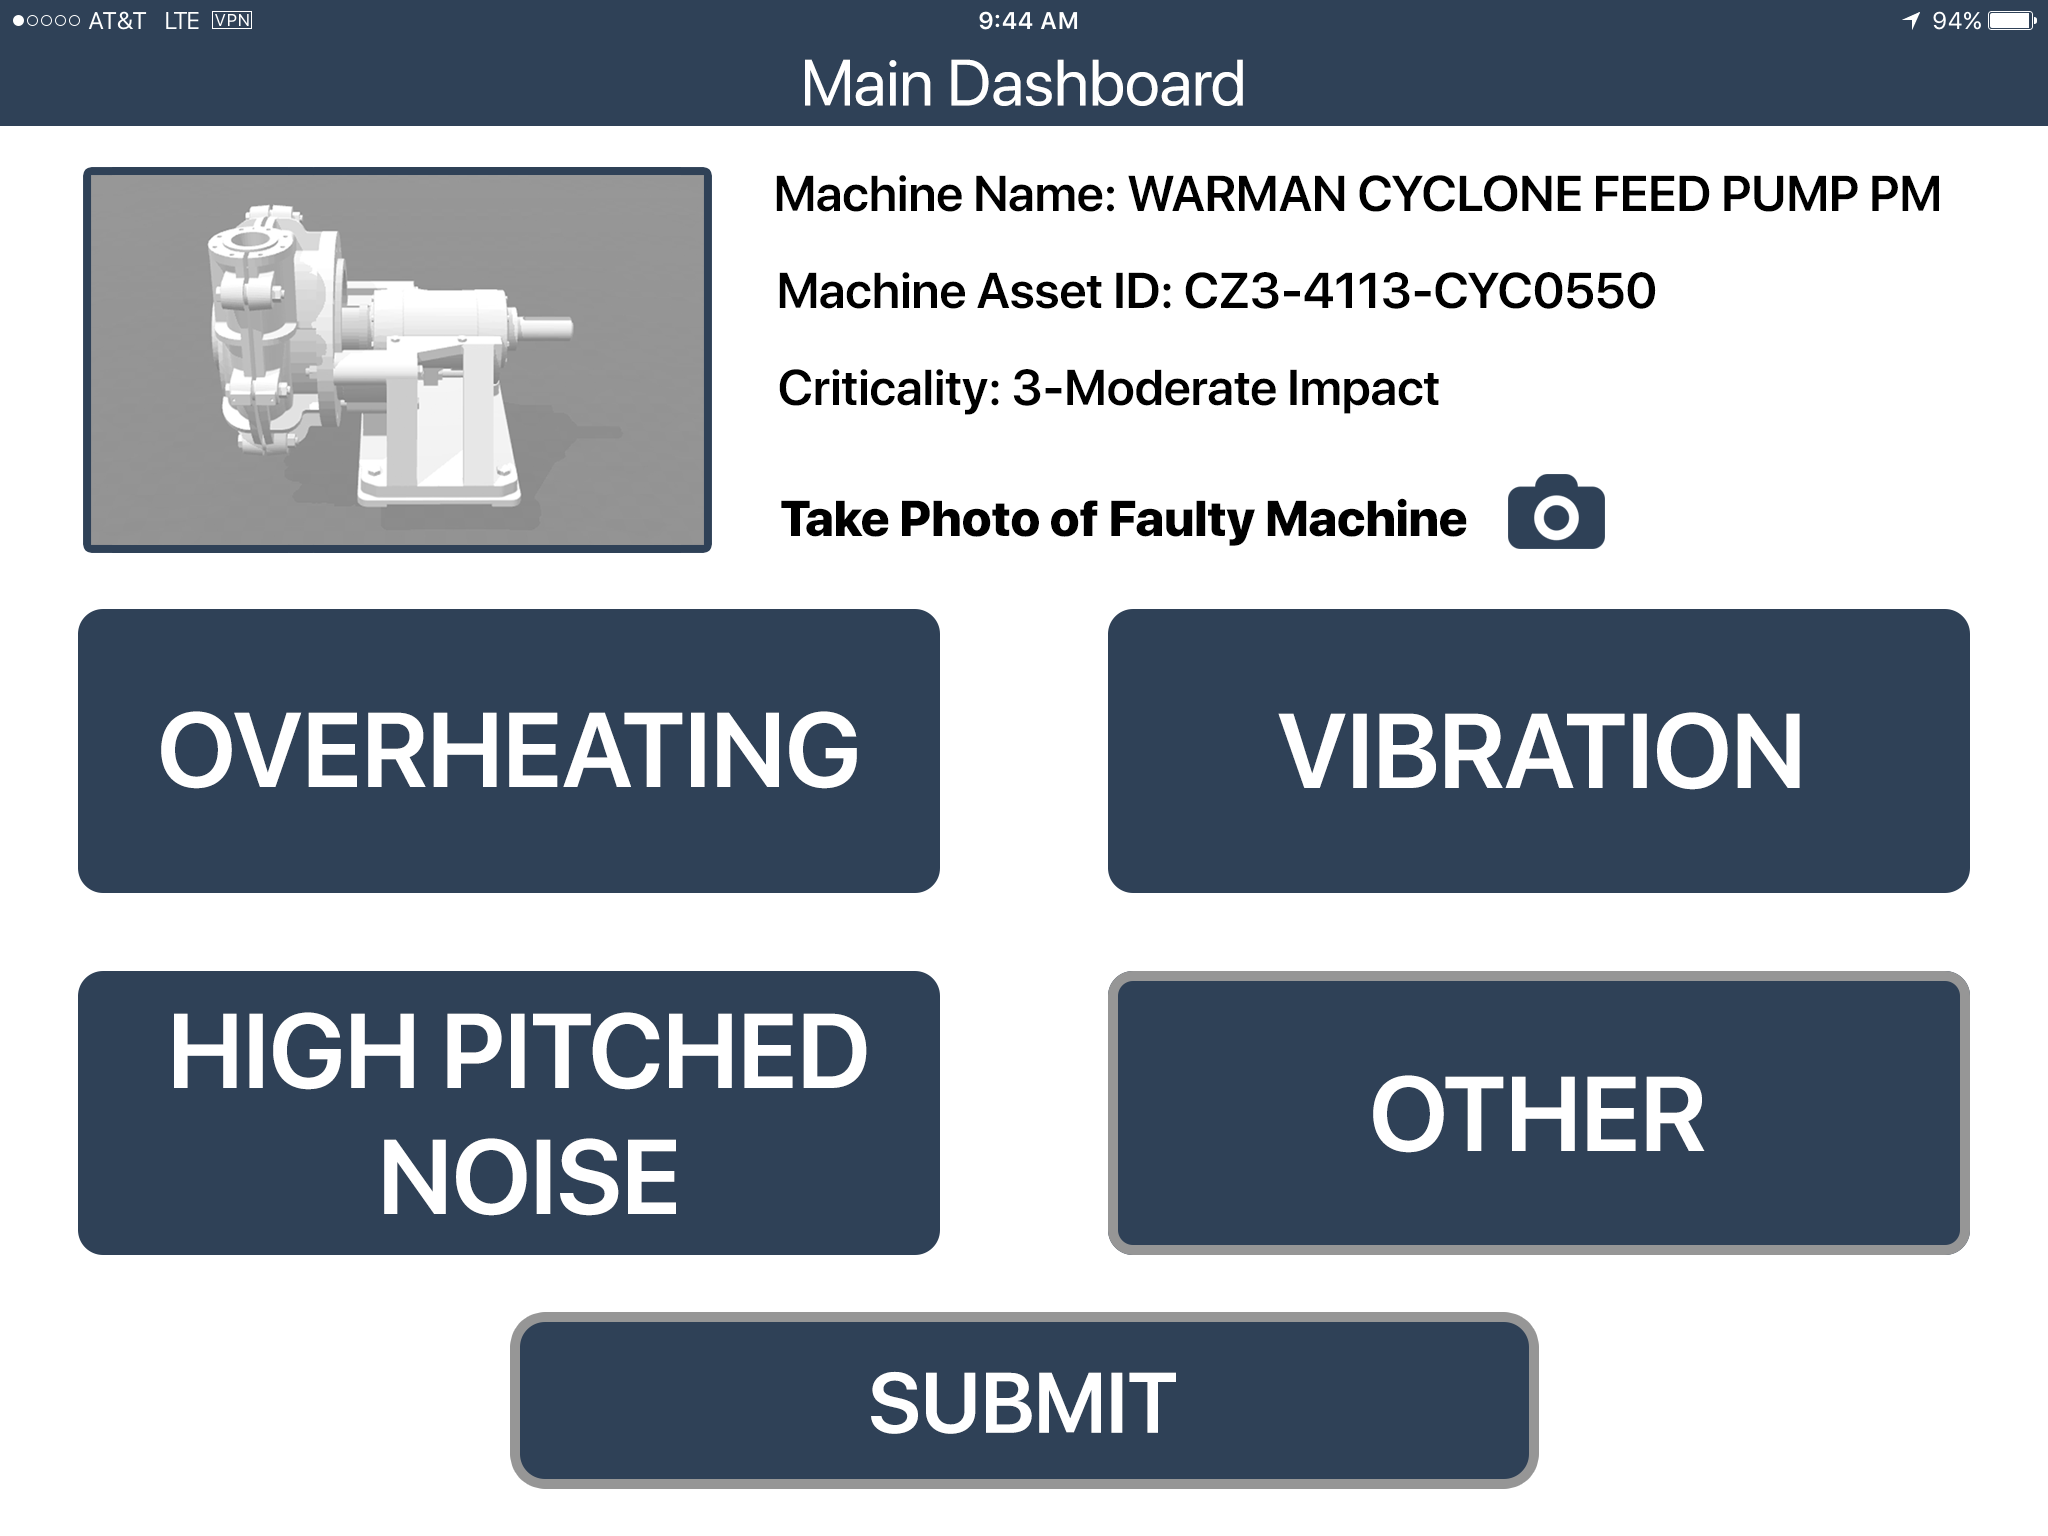 AT&T LTE VPN 9:44 AM 94%
Main Dashboard
Machine Name: WARMAN CYCLONE FEED PUMP PM
Machine Asset ID: CZ3-4113-CYC0550
Criticality: 3-Moderate Impact
Take Photo of Faulty Machine
OVERHEATING
VIBRATION
HIGH PITCHED
NOISE
OTHER
SUBMIT